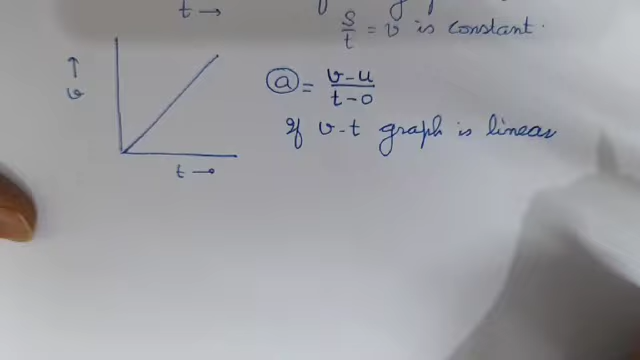 t →
s/t = v is constant.
↑
v
a = v-u/t-0
If v-t graph is linear
t →